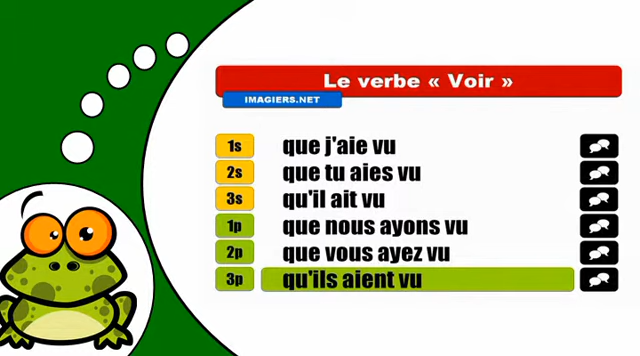 Le verbe « Voir »
IMAGIERS.NET
1s que j'aie vu
2s que tu aies vu
3s qu'il ait vu
1p que nous ayons vu
2p que vous ayez vu
3p qu'ils aient vu